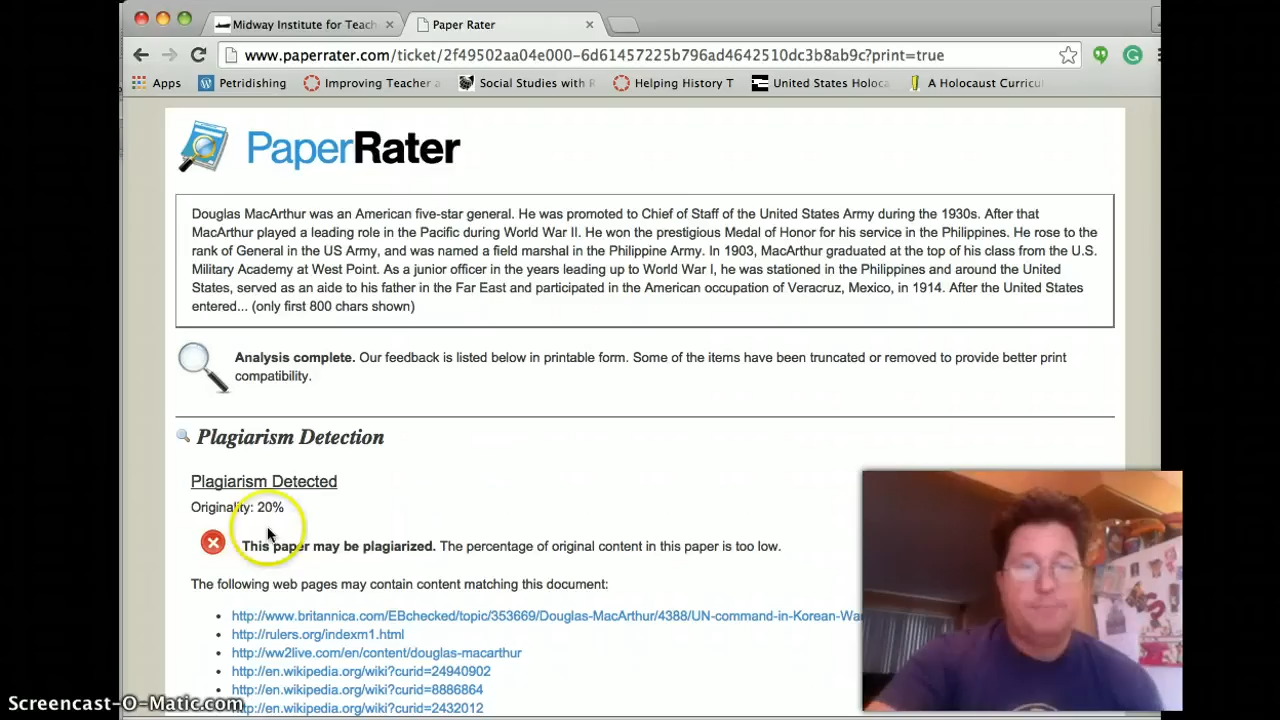 Midway Institute for Teach
Paper Rater
www.paperrater.com/ticket/2f49502aa04e000-6d61457225b796ad4642510dc3b8ab9c?print=true
Apps Petridishing Improving Teacher a Social Studies with R Helping History T United States Holoca A Holocaust Curricu
PaperRater
Douglas MacArthur was an American five-star general. He was promoted to Chief of Staff of the United States Army during the 1930s. After that
MacArthur played a leading role in the Pacific during World War II. He won the prestigious Medal of Honor for his service in the Philippines. He rose to the
rank of General in the US Army, and was named a field marshal in the Philippine Army. In 1903, MacArthur graduated at the top of his class from the U.S.
Military Academy at West Point. As a junior officer in the years leading up to World War I, he was stationed in the Philippines and around the United
States, served as an aide to his father in the Far East and participated in the American occupation of Veracruz, Mexico, in 1914. After the United States
entered... (only first 800 chars shown)
Analysis complete. Our feedback is listed below in printable form. Some of the items have been truncated or removed to provide better print
compatibility.
Plagiarism Detection
Plagiarism Detected
Originality: 20%
This paper may be plagiarized. The percentage of original content in this paper is too low.
The following web pages may contain content matching this document:
• http://www.britannica.com/EBchecked/topic/353669/Douglas-MacArthur/4388/UN-command-in-Korean-Wa
• http://rulers.org/indexm1.html
• http://ww2live.com/en/content/douglas-macarthur
• http://en.wikipedia.org/wiki?curid=24940902
• http://en.wikipedia.org/wiki?curid=8886864
• http://en.wikipedia.org/wiki?curid=2432012
Screencast-O-Matic.com